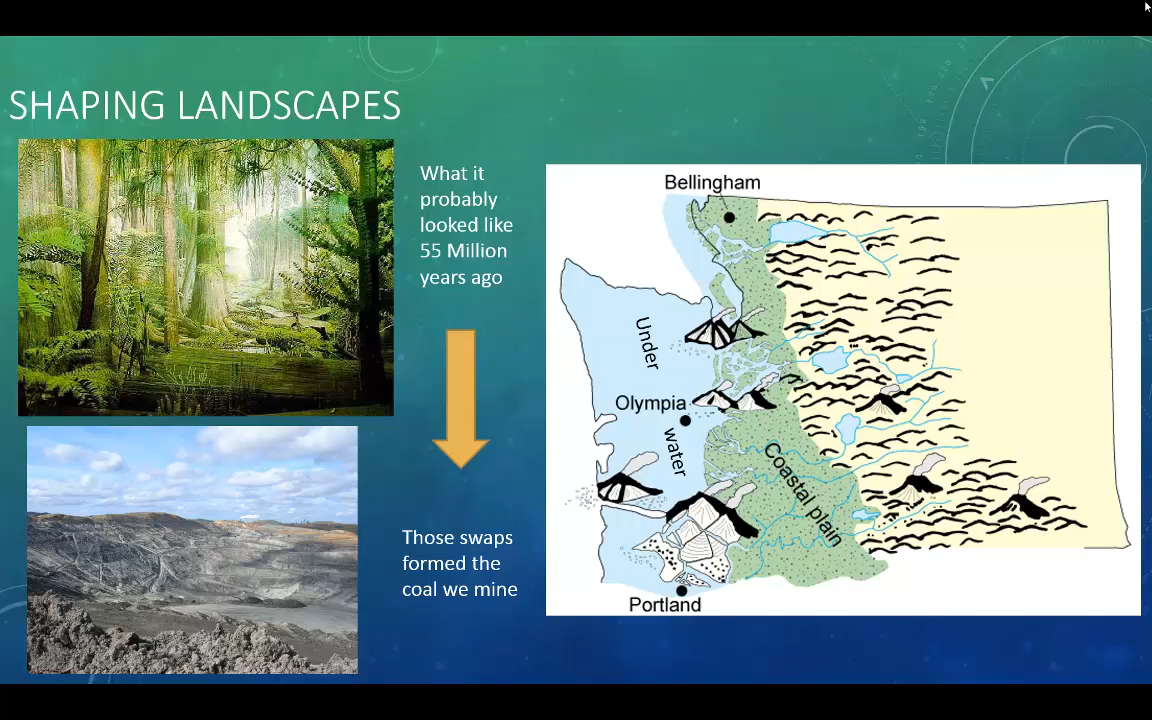 SHAPING LANDSCAPES
What it
probably
looked like
55 Million
years ago
Those swaps
formed the
coal we mine
Bellingham
Under
water
Olympia
Coastal plain
Portland